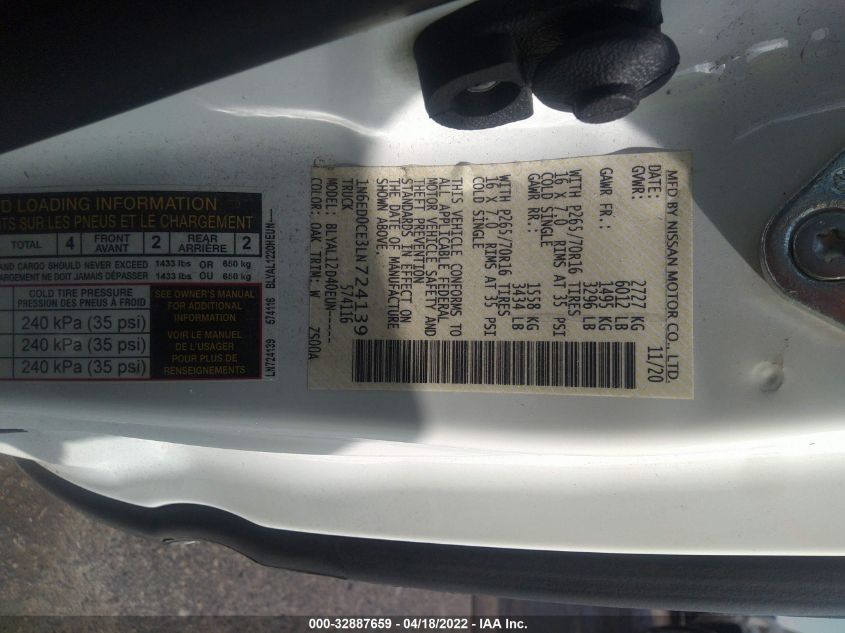 D LOADING INFORMATION
TS SUR LES PNEUS ET LE CHARGEMENT
TOTAL 4 FRONT AVANT 2 REAR ARRIÈRE 2
AND CARGO SHOULD NEVER EXCEED 1433 lbs OR 650 kg
ARGEMENT NE DOIT JAMAIS DÉPASSER 1433 lbs OU 650 kg
COLD TIRE PRESSURE
PRESSION DES PNEUS À FROID
240 kPa (35 psi)
240 kPa (35 psi)
240 kPa (35 psi)
SEE OWNER'S MANUAL
FOR ADDITIONAL
INFORMATION
VOIR LE MANUEL
DE L'USAGER
POUR PLUS DE
RENSEIGNEMENTS
LN724139 574116 BLYAL1220HEUN----
MFD BY NISSAN MOTOR CO., LTD.
DATE: 11/20
GVWR: 2727 KG
6012 LB
GAWR FR: 1495 KG
3296 LB
WITH P265/70R16 TIRES
16 X 7.0J RIMS AT 35 PSI
COLD SINGLE
GAWR RR: 1558 KG
3434 LB
WITH P265/70R16 TIRES
16 X 7.0J RIMS AT 35 PSI
COLD SINGLE
THIS VEHICLE CONFORMS TO
ALL APPLICABLE FEDERAL
MOTOR VEHICLE SAFETY AND
THEFT PREVENTION
STANDARDS IN EFFECT ON
THE DATE OF MANUFACTURE
SHOWN ABOVE.
1N6ED0CE3LN724139
TRUCK 574116
MODEL: BLYALJ2D40EUN-----
COLOR: QAK TRIM: W ZS00A
000-32887659 - 04/18/2022 - IAA Inc.